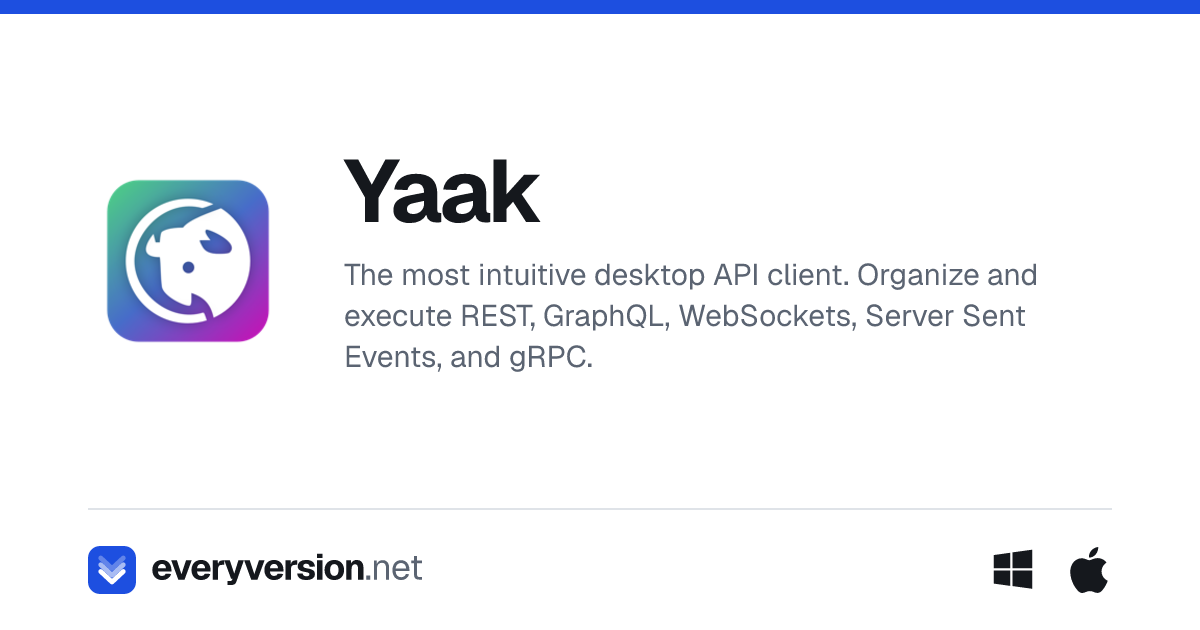 Yaak
The most intuitive desktop API client. Organize and
execute REST, GraphQL, WebSockets, Server Sent
Events, and gRPC.
everyversion.net